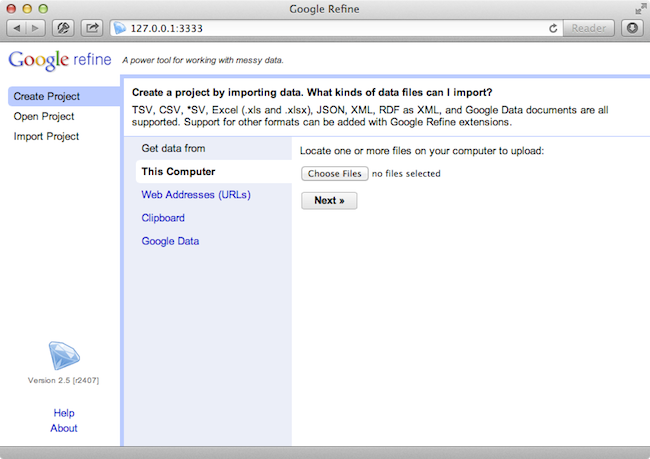 Google Refine
127.0.0.1:3333
Reader
Google refine
A power tool for working with messy data.
Create Project
Open Project
Import Project
Version 2.5 [r2407]
Help
About
Create a project by importing data. What kinds of data files can I import?
TSV, CSV, *SV, Excel (.xls and .xlsx), JSON, XML, RDF as XML, and Google Data documents are all
supported. Support for other formats can be added with Google Refine extensions.
Get data from
This Computer
Web Addresses (URLs)
Clipboard
Google Data
Locate one or more files on your computer to upload:
Choose Files no files selected
Next »